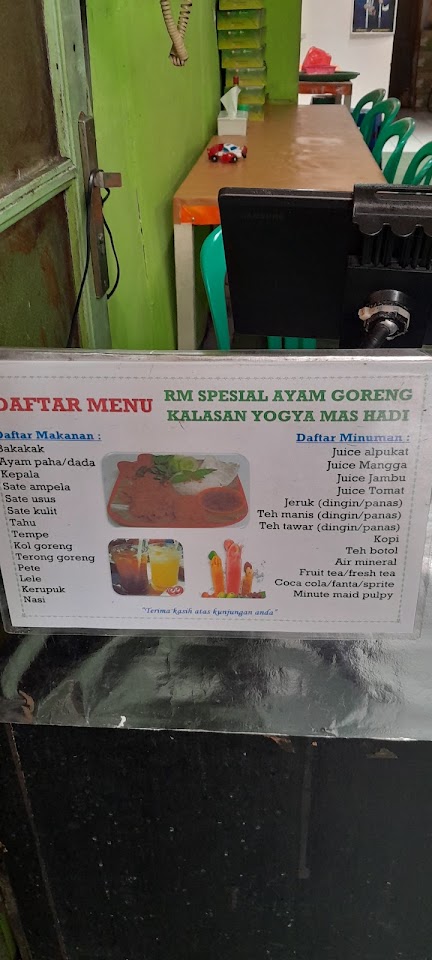 SAMSUNG
DAFTAR MENU
RM SPESIAL AYAM GORENG
KALASAN YOGYA MAS HADI
Daftar Makanan :
Bakakak
Ayam paha/dada
Kepala
Sate ampela
Sate usus
Sate kulit
Tahu
Tempe
Kol goreng
Terong goreng
Pete
Lele
Kerupuk
Nasi
Daftar Minuman :
Juice alpukat
Juice Mangga
Juice Jambu
Juice Tomat
Jeruk (dingin/panas)
Teh manis (dingin/panas)
Teh tawar (dingin/panas)
Kopi
Teh botol
Air mineral
Fruit tea/fresh tea
Coca cola/fanta/sprite
Minute maid pulpy
"Terima kasih atas kunjungan anda"